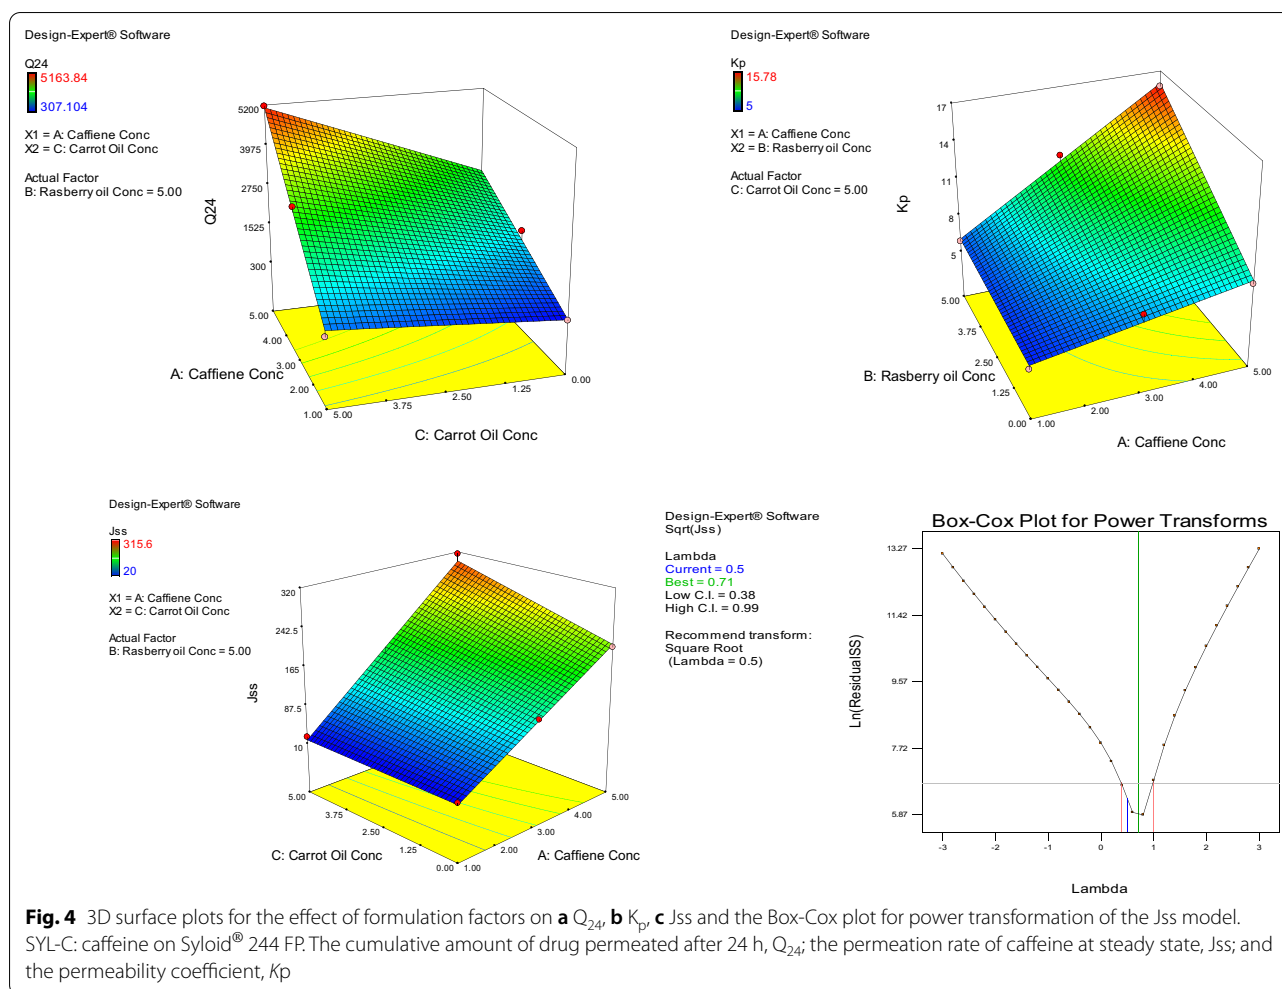 Design-Expert® Software
Q24
5163.84
307.104
X1 = A: Caffiene Conc
X2 = C: Carrot Oil Conc
Actual Factor
B: Rasberry oil Conc = 5.00
5200
3975
2750
1525
300
Q24
5.00
4.00
3.00
2.00
1.00
A: Caffiene Conc
5.00
3.75
2.50
1.25
0.00
C: Carrot Oil Conc
Design-Expert® Software
Kp
15.78
5
X1 = A: Caffiene Conc
X2 = B: Raspberry oil Conc
Actual Factor
C: Carrot Oil Conc = 5.00
17
14
11
8
5
Kp
5.00
3.75
2.50
1.25
0.00
B: Rasberry oil Conc
1.00
2.00
3.00
4.00
5.00
A: Caffiene Conc
Design-Expert® Software
Jss
315.6
20
X1 = A: Caffiene Conc
X2 = C: Carrot Oil Conc
Actual Factor
B: Rasberry oil Conc = 5.00
320
242.5
165
87.5
10
Jss
5.00
3.75
2.50
1.25
0.00
C: Carrot Oil Conc
1.00
2.00
3.00
4.00
5.00
A: Caffiene Conc
Design-Expert® Software
Sqrt(Jss)
Lambda
Current = 0.5
Best = 0.71
Low C.I. = 0.38
High C.I. = 0.99
Recommend transform:
Square Root
(Lambda = 0.5)
Box-Cox Plot for Power Transforms
13.27
11.42
9.57
7.72
5.87
Ln(ResidualSS)
-3
-2
-1
0
1
2
3
Lambda
Fig. 4 3D surface plots for the effect of formulation factors on a Q24, b Kp, c Jss and the Box-Cox plot for power transformation of the Jss model.
SYL-C: caffeine on Syloid® 244 FP. The cumulative amount of drug permeated after 24 h, Q24; the permeation rate of caffeine at steady state, Jss; and
the permeability coefficient, Kp